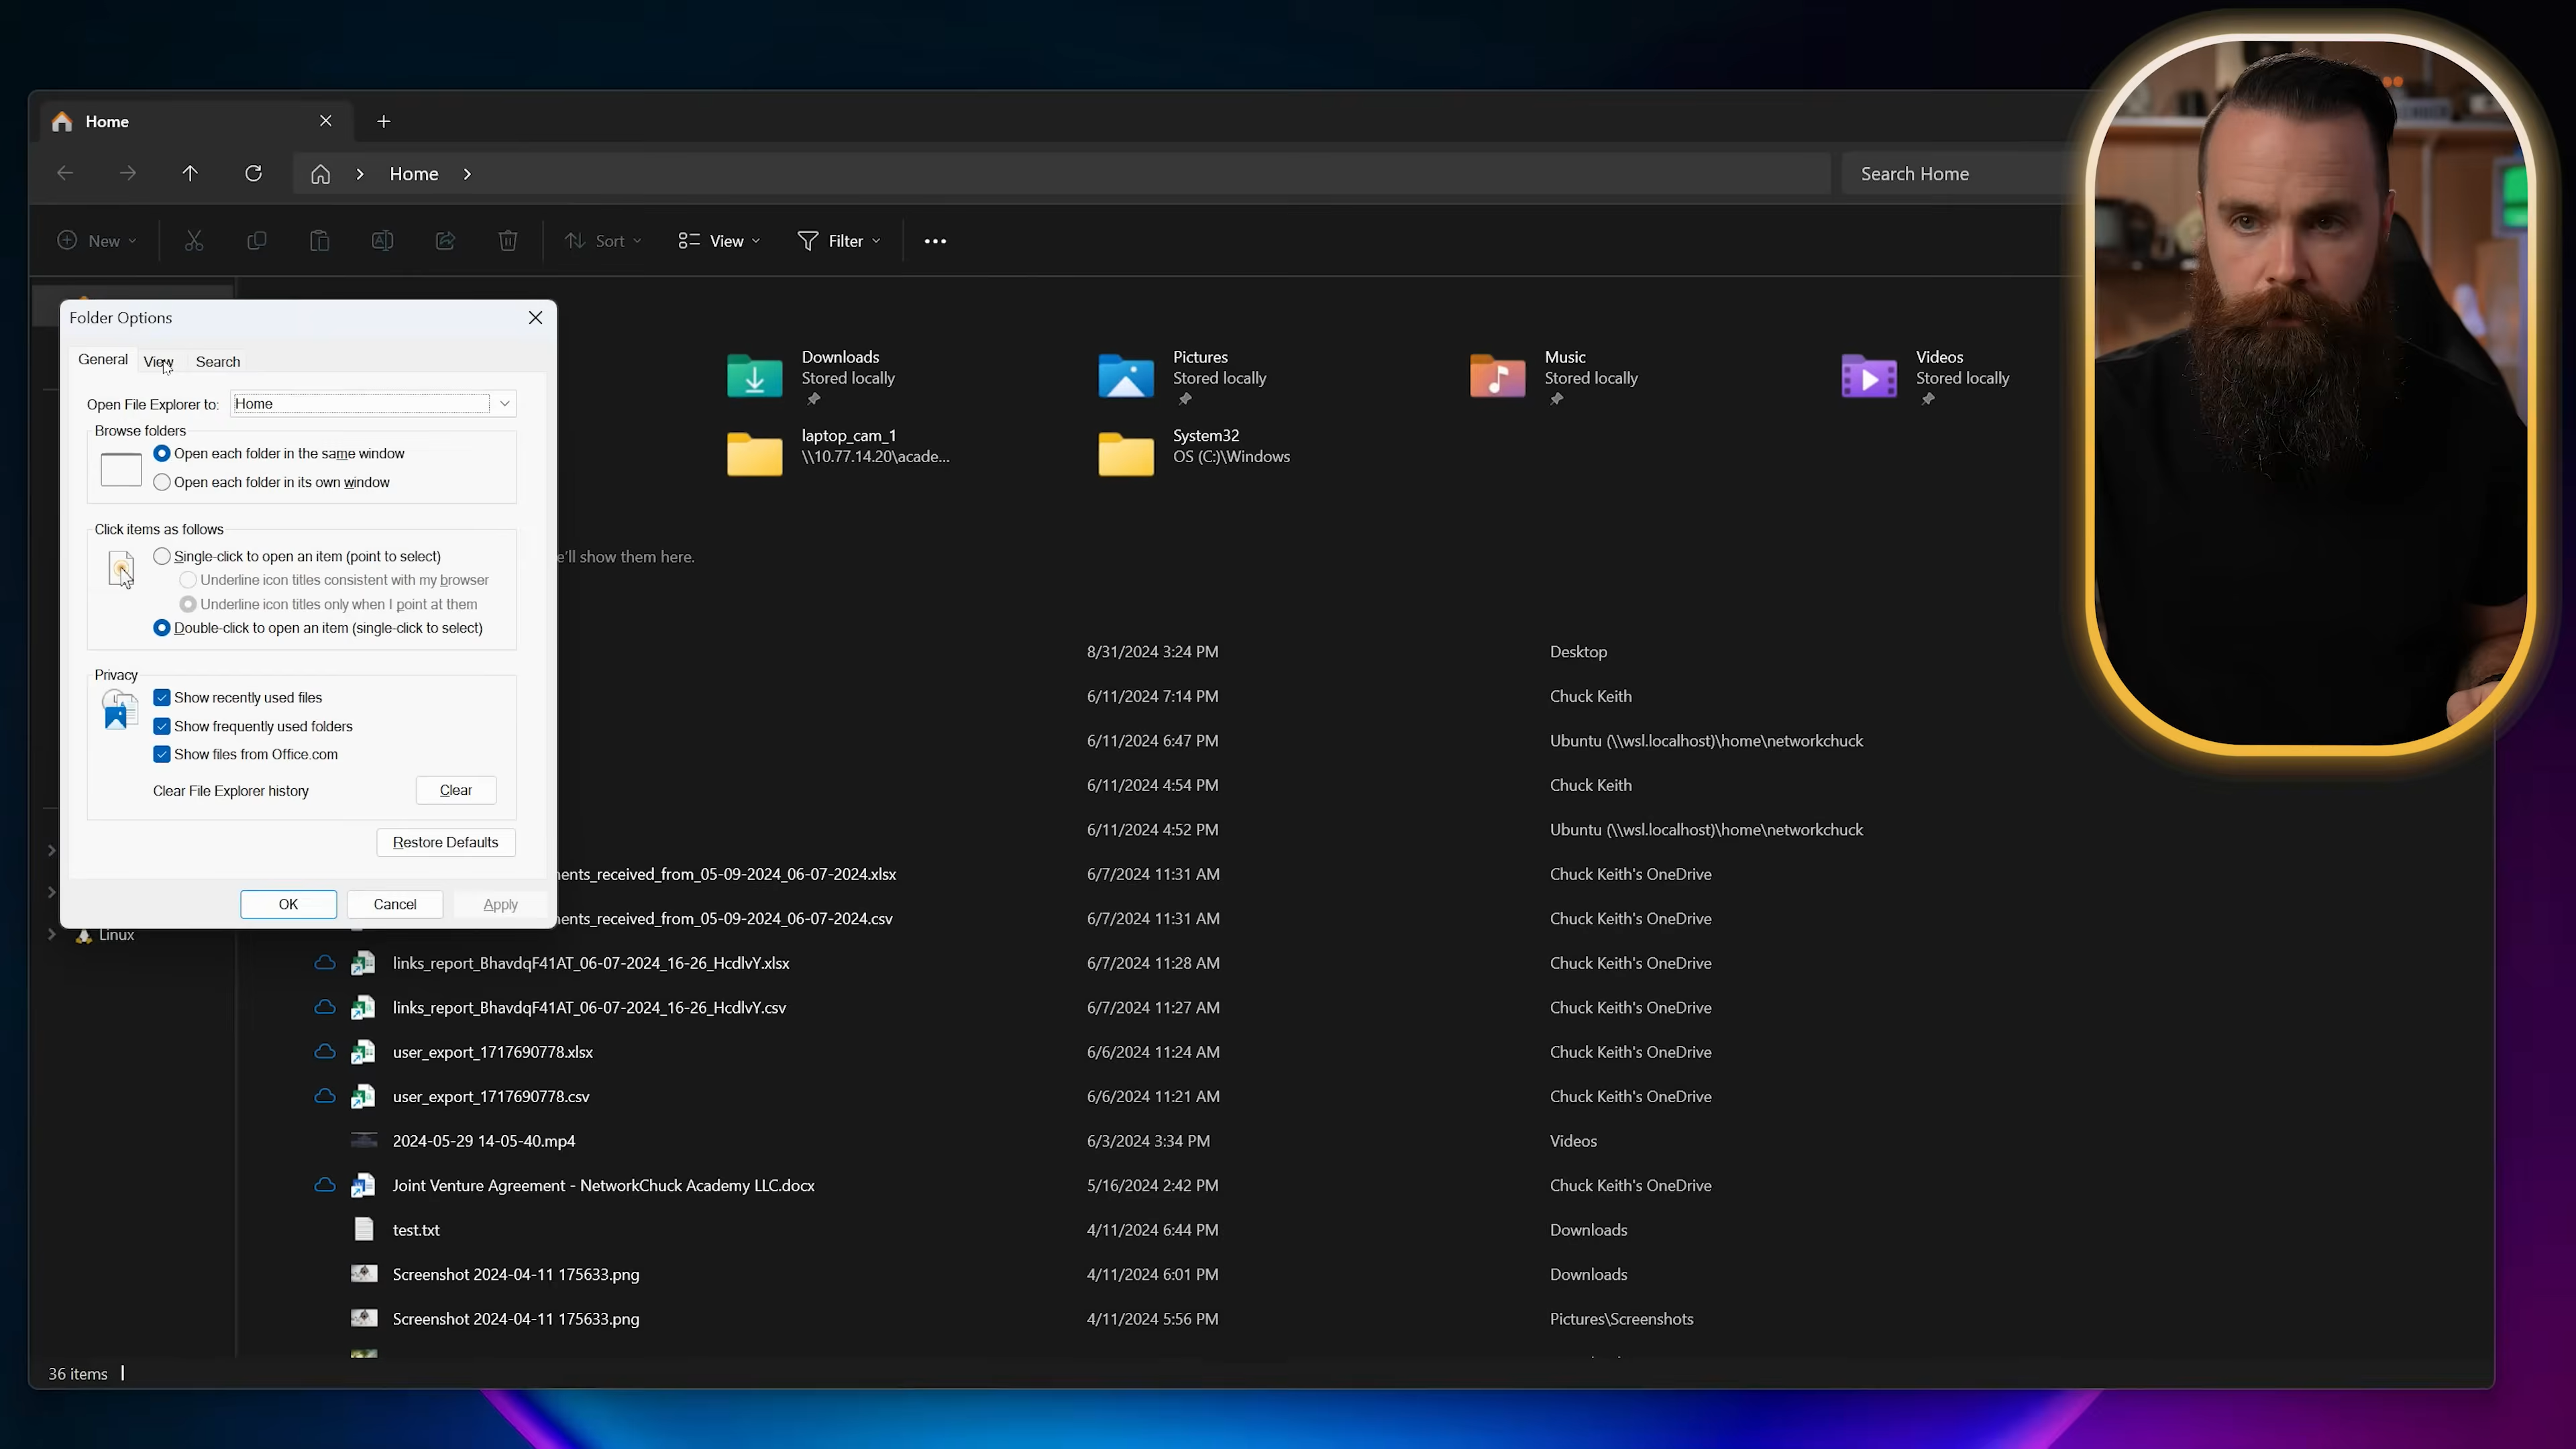 Home
Home
Search Home
New
Sort
View
Filter
Folder Options
General
View
Search
Open File Explorer to:
Home
Browse folders
Open each folder in the same window
Open each folder in its own window
Click items as follows
Single-click to open an item (point to select)
Underline icon titles consistent with my browser
Underline icon titles only when I point at them
Double-click to open an item (single-click to select)
Privacy
Show recently used files
Show frequently used folders
Show files from Office.com
Clear File Explorer history
Clear
Restore Defaults
OK
Cancel
Apply
Linux
Downloads
Stored locally
Pictures
Stored locally
Music
Stored locally
Videos
Stored locally
laptop_cam_1
\\10.77.14.20\acade...
System32
OS (C:)\Windows
e'll show them here.
8/31/2024 3:24 PM Desktop
6/11/2024 7:14 PM Chuck Keith
6/11/2024 6:47 PM Ubuntu (\\wsl.localhost)\home\networkchuck
6/11/2024 4:54 PM Chuck Keith
6/11/2024 4:52 PM Ubuntu (\\wsl.localhost)\home\networkchuck
ents_received_from_05-09-2024_06-07-2024.xlsx 6/7/2024 11:31 AM Chuck Keith's OneDrive
ents_received_from_05-09-2024_06-07-2024.csv 6/7/2024 11:31 AM Chuck Keith's OneDrive
links_report_BhavdqF41AT_06-07-2024_16-26_HcdlvY.xlsx 6/7/2024 11:28 AM Chuck Keith's OneDrive
links_report_BhavdqF41AT_06-07-2024_16-26_HcdlvY.csv 6/7/2024 11:27 AM Chuck Keith's OneDrive
user_export_1717690778.xlsx 6/6/2024 11:24 AM Chuck Keith's OneDrive
user_export_1717690778.csv 6/6/2024 11:21 AM Chuck Keith's OneDrive
2024-05-29 14-05-40.mp4 6/3/2024 3:34 PM Videos
Joint Venture Agreement - NetworkChuck Academy LLC.docx 5/16/2024 2:42 PM Chuck Keith's OneDrive
test.txt 4/11/2024 6:44 PM Downloads
Screenshot 2024-04-11 175633.png 4/11/2024 6:01 PM Downloads
Screenshot 2024-04-11 175633.png 4/11/2024 5:56 PM Pictures\Screenshots
36 items